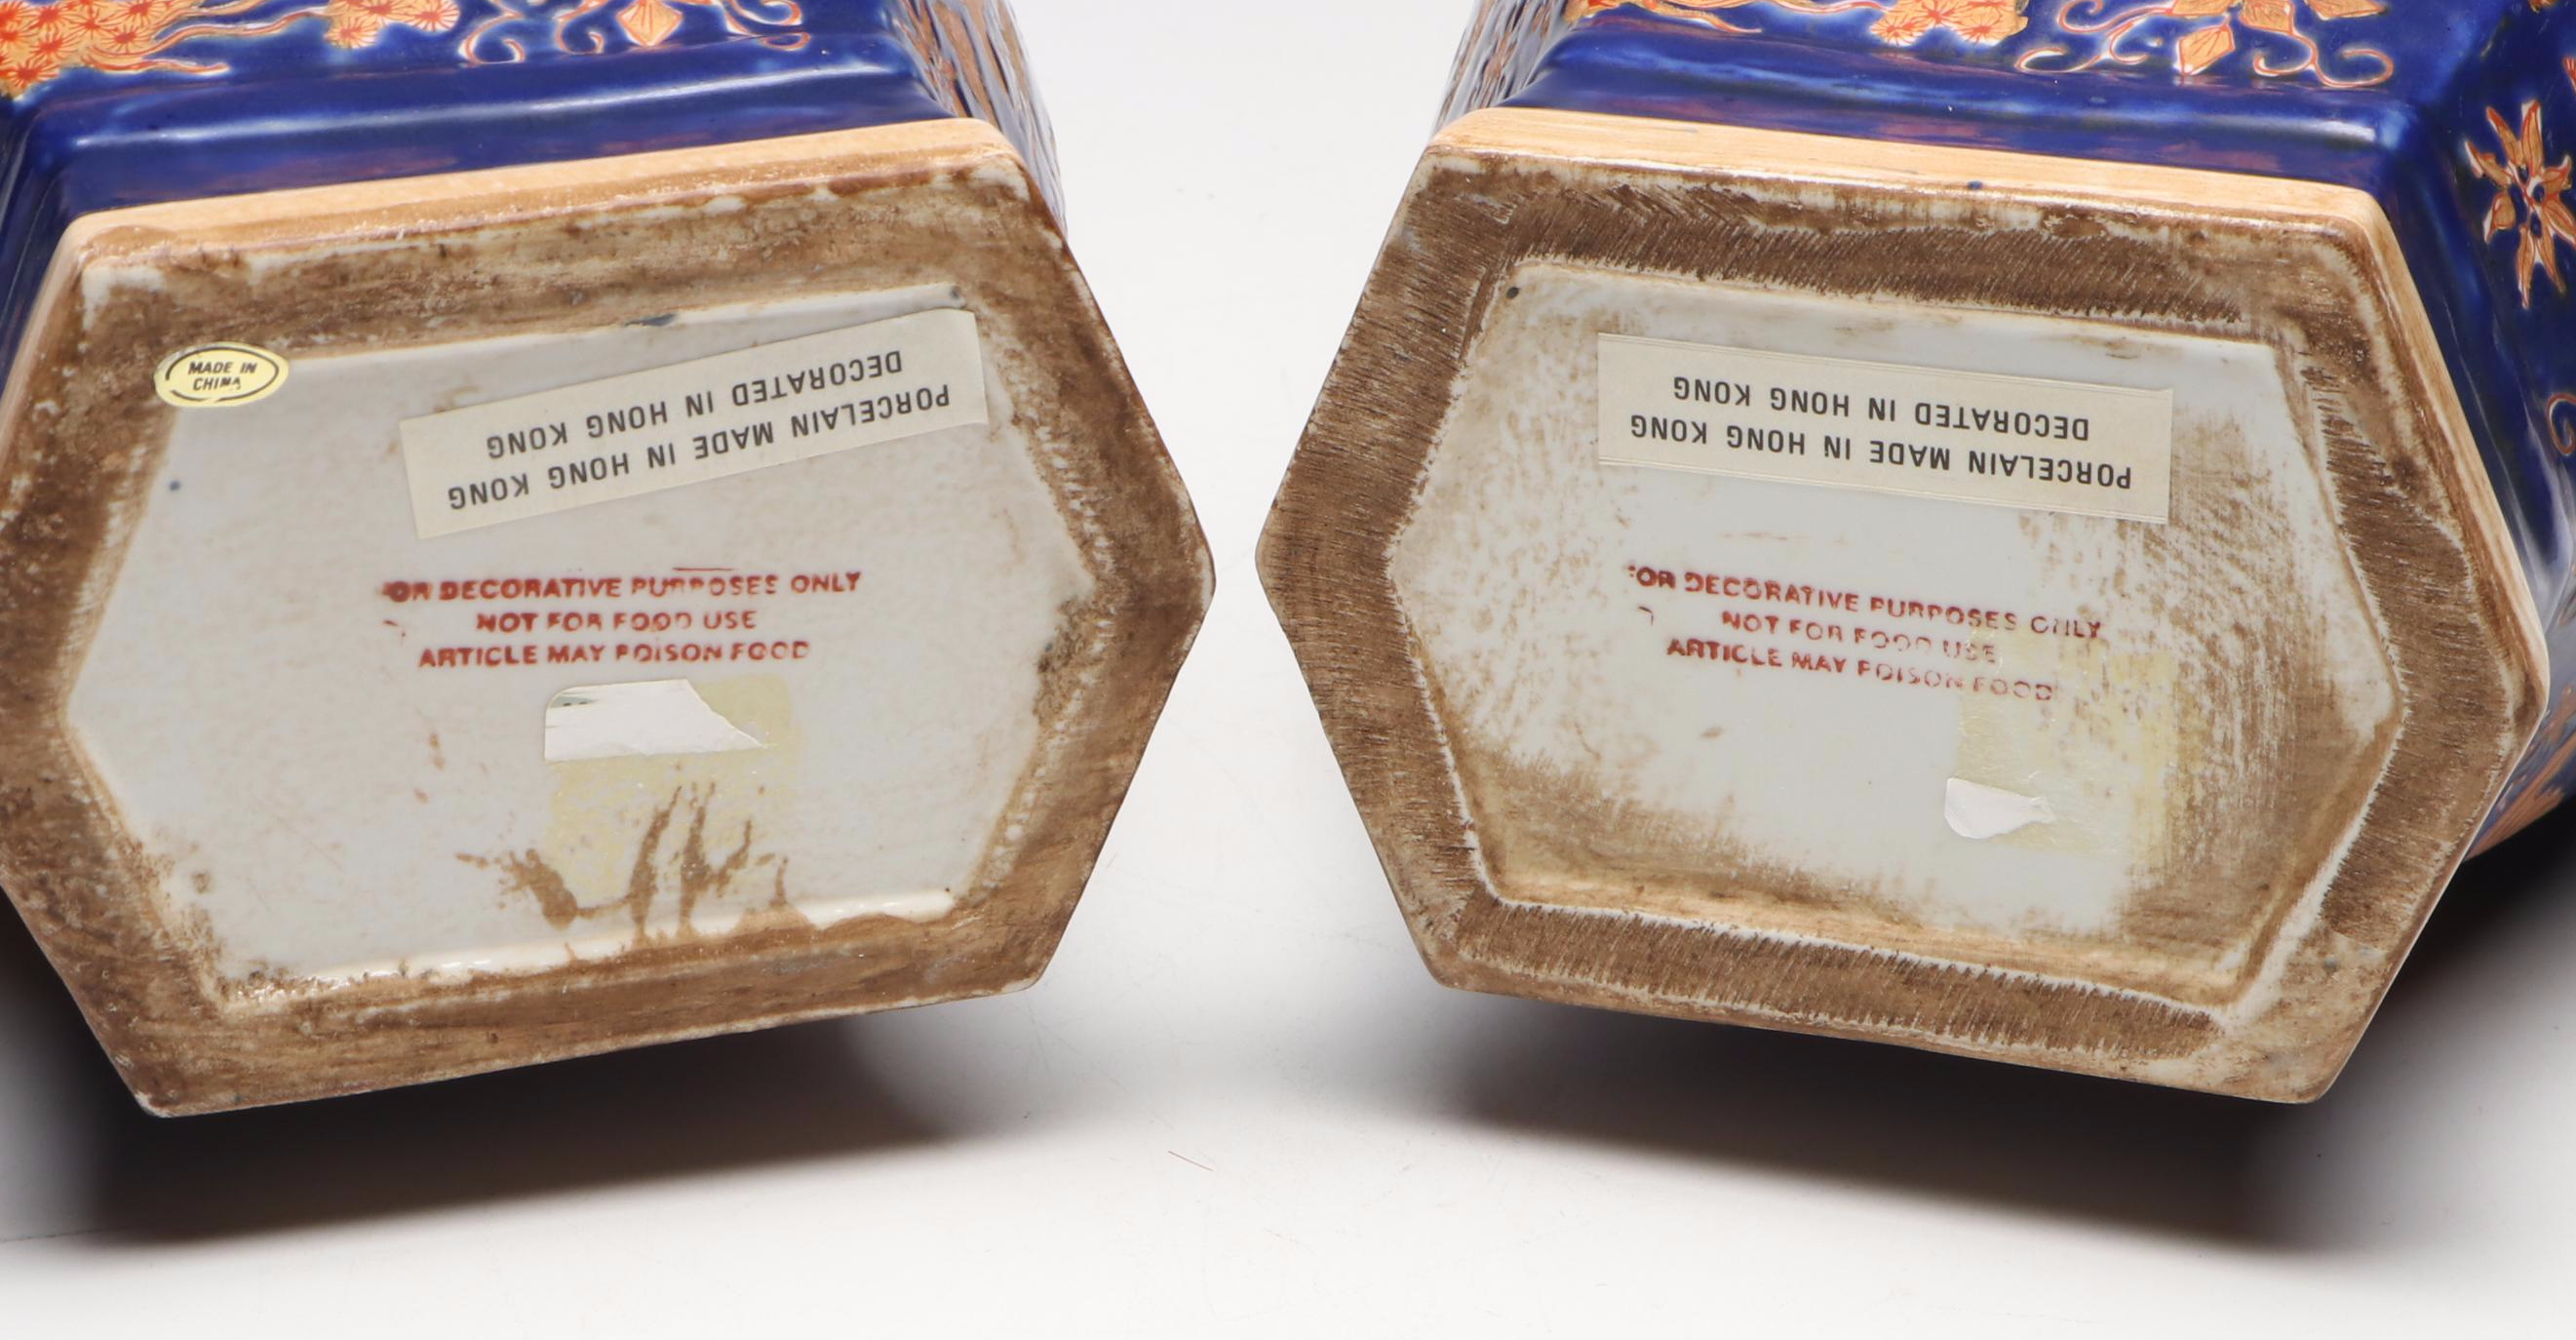 MADE IN
CHINA
PORCELAIN MADE IN HONG KONG
DECORATED IN HONG KONG
OR DECORATIVE PURPOSES ONLY
NOT FOR FOOD USE
ARTICLE MAY POISON FOOD
PORCELAIN MADE IN HONG KONG
DECORATED IN HONG KONG
OR DECORATIVE PURPOSES ONLY
NOT FOR FOOD USE
ARTICLE MAY POISON FOOD